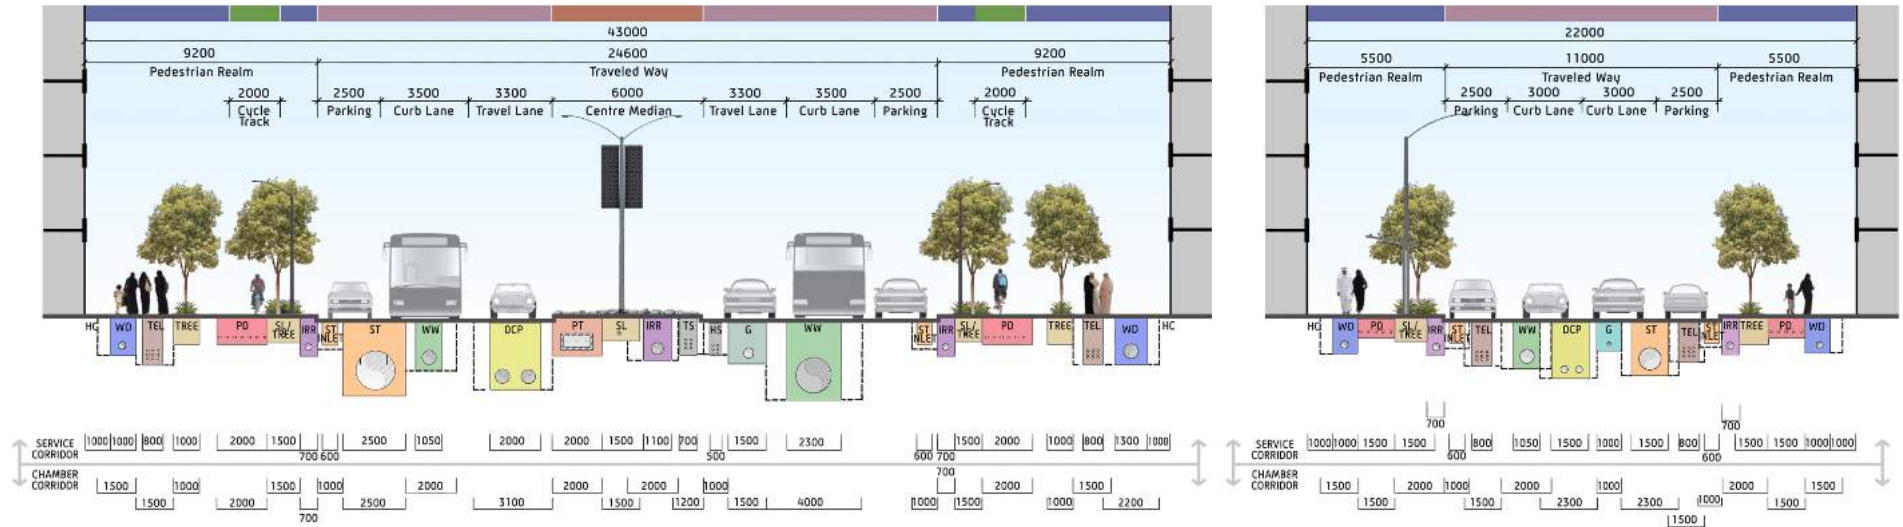 43000
9200 24600 9200
Pedestrian Realm Traveled Way Pedestrian Realm
2000 2500 3500 3300 6000 3300 3500 2500 2000
Cycle Track Parking Curb Lane Travel Lane Centre Median Travel Lane Curb Lane Parking Cycle Track
HC WD TEL TREE PD SL/TREE IRR ST INLET ST WW DCP PT SL IRR TS HS G WW ST INLET IRR SL/TREE PD TREE TEL WD HC
SERVICE CORRIDOR
1000 1000 800 1000 2000 1500 2500 1050 2000 2000 1500 1100 700 1500 2300 1500 2000 1000 800 1300 1000
700 600 500 600 700
CHAMBER CORRIDOR
700
1500 1000 1500 1000 2000 2000 2000 1000 2000 1500
1500 2000 2500 3100 1500 1200 1500 4000 1000 1500 1000 2200
700
22000
5500 11000 5500
Pedestrian Realm Traveled Way Pedestrian Realm
2500 3000 3000 2500
Parking Curb Lane Curb Lane Parking
HC WD PD SL/TREE IRR ST INLET TEL WW DCP G ST TEL ST INLET IRR TREE PD WD
700 700
SERVICE CORRIDOR
1000 1000 1500 1500 800 1050 1500 1000 1500 800 1500 1500 1000 1000
600 600
CHAMBER CORRIDOR
1500 2000 1000 2000 1000 2000 1500
1500 1500 2300 2300 1000 1500
1500